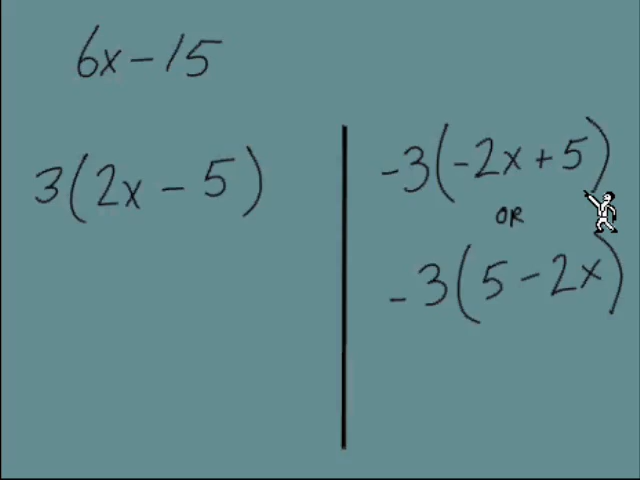 6x - 15
3(2x - 5)
-3(-2x + 5)
OR
-3(5 - 2x)